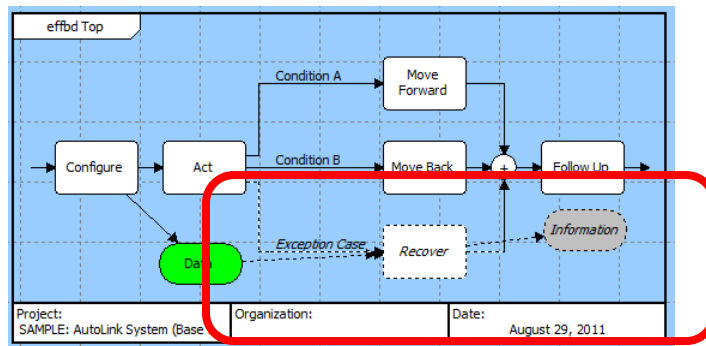 effbd Top
Condition A
Move
Forward
Configure
Act
Condition B
Move Back
+
Follow Up
Data
Exception Case
Recover
Information
Project:
SAMPLE: AutoLink System (Base
Organization:
Date:
August 29, 2011